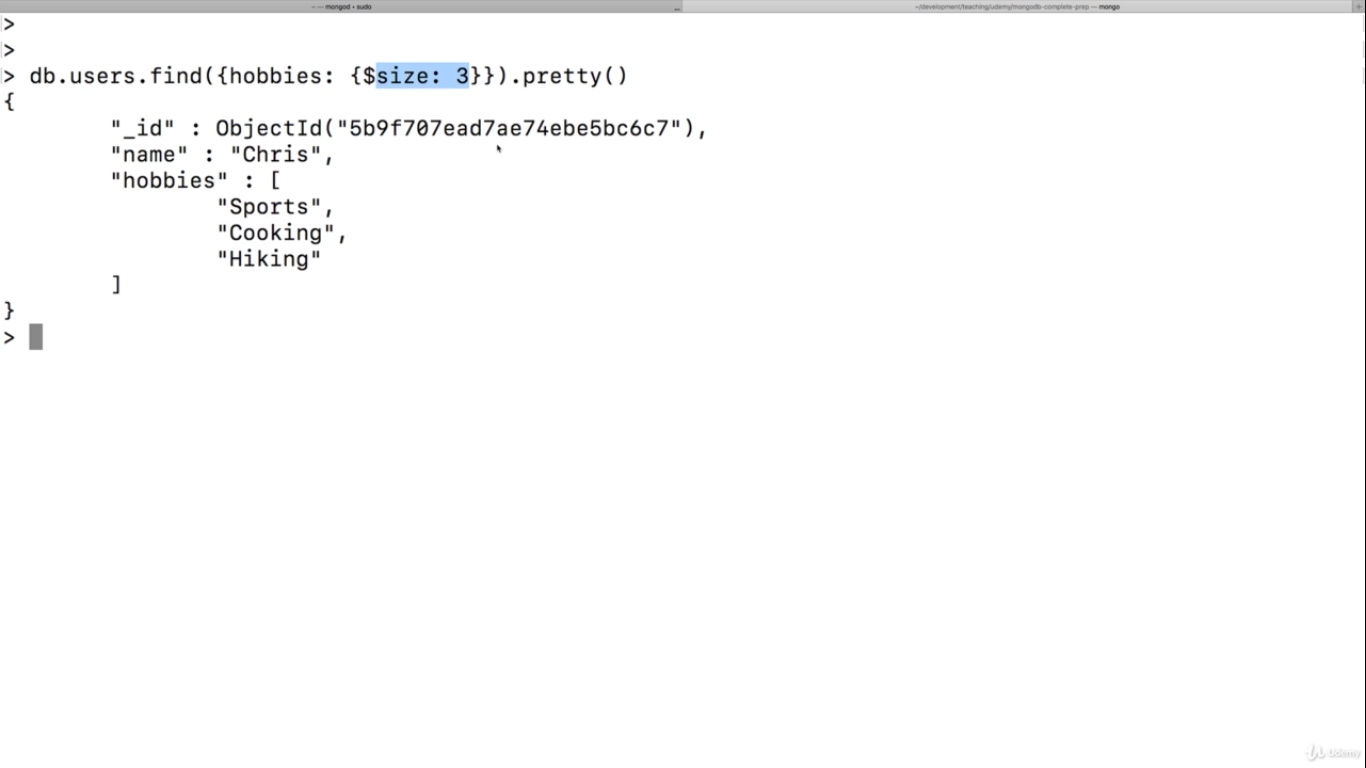 ~ — mongod • sudo
~/development/teaching/udemy/mongodb-complete-prep — mongo
>
>
> db.users.find({hobbies: {$size: 3}}).pretty()
{
"_id" : ObjectId("5b9f707ead7ae74ebe5bc6c7"),
"name" : "Chris",
"hobbies" : [
"Sports",
"Cooking",
"Hiking"
]
}
>
Udemy